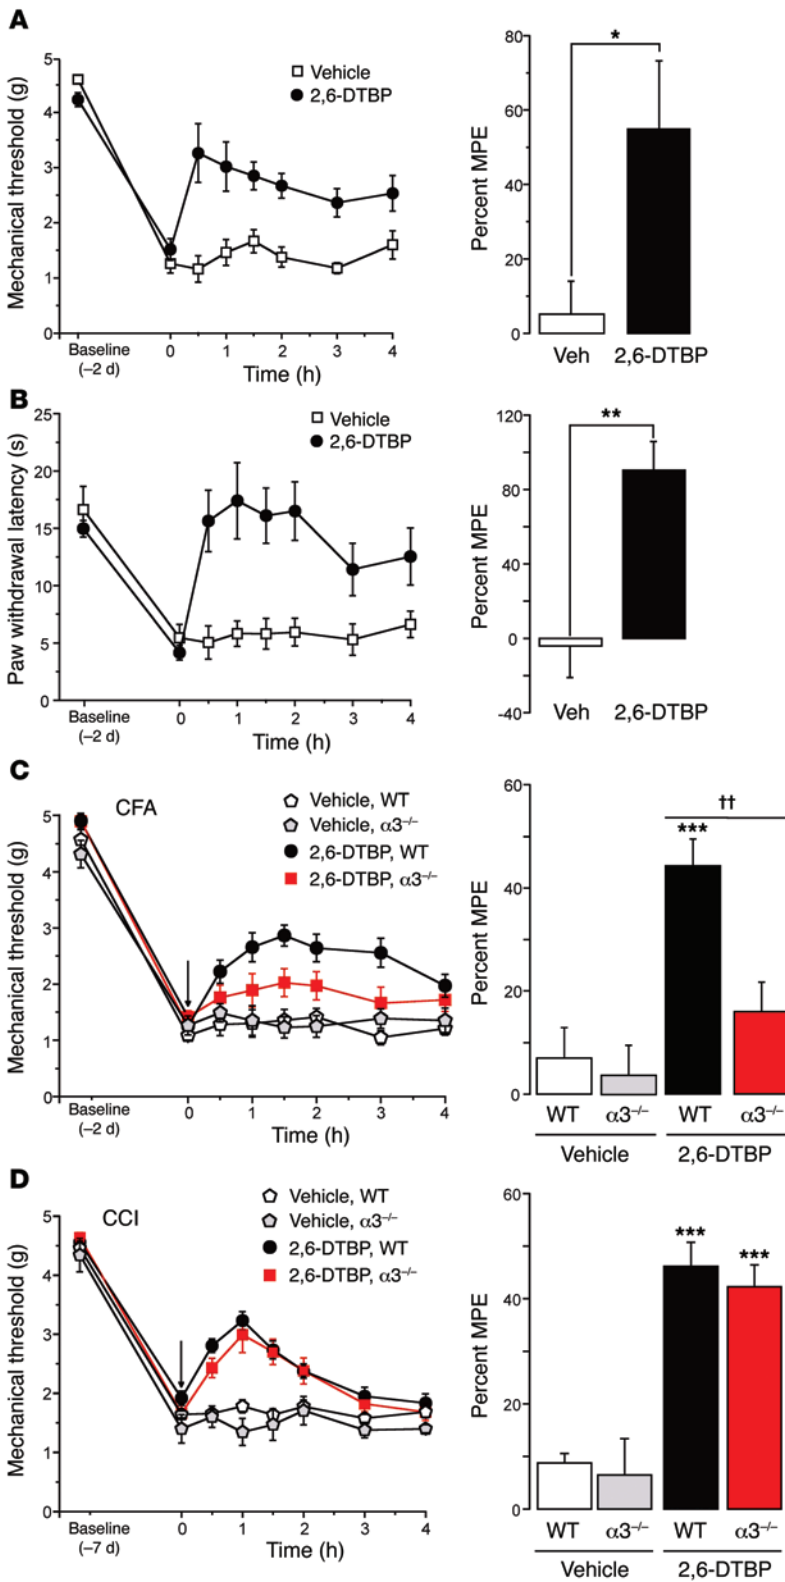 A
Mechanical threshold (g)
5
4
3
2
1
0
Vehicle
2,6-DTBP
Baseline
(–2 d)
0
1
2
3
4
Time (h)
Percent MPE
80
60
40
20
0
*
Veh
2,6-DTBP
B
Paw withdrawal latency (s)
25
20
15
10
5
0
Vehicle
2,6-DTBP
Baseline
(–2 d)
0
1
2
3
4
Time (h)
Percent MPE
120
80
40
0
-40
**
Veh
2,6-DTBP
C
CFA
Mechanical threshold (g)
5
4
3
2
1
0
Vehicle, WT
Vehicle, α3–/–
2,6-DTBP, WT
2,6-DTBP, α3–/–
Baseline
(–2 d)
0
1
2
3
4
Time (h)
Percent MPE
60
40
20
0
††
***
WT
α3–/–
WT
α3–/–
Vehicle
2,6-DTBP
D
CCI
Mechanical threshold (g)
5
4
3
2
1
0
Vehicle, WT
Vehicle, α3–/–
2,6-DTBP, WT
2,6-DTBP, α3–/–
Baseline
(–7 d)
0
1
2
3
4
Time (h)
Percent MPE
60
40
20
0
***
***
WT
α3–/–
WT
α3–/–
Vehicle
2,6-DTBP